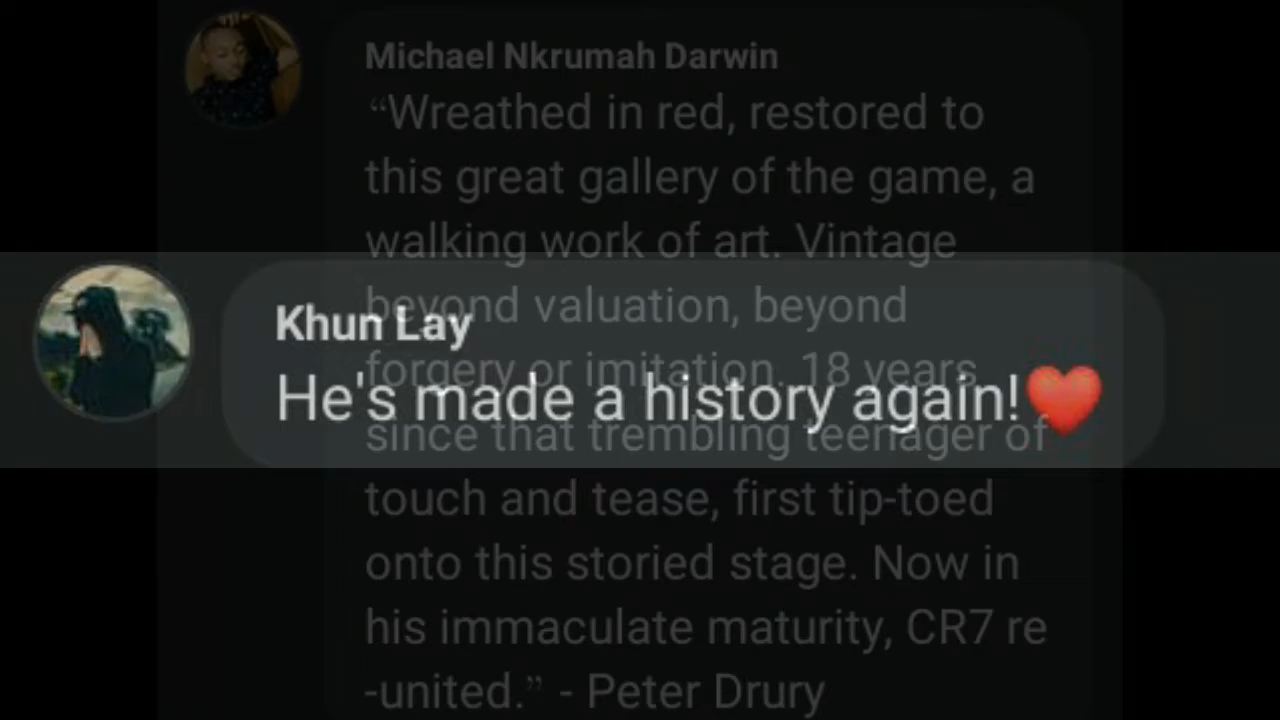 Michael Nkrumah Darwin
“Wreathed in red, restored to
this great gallery of the game, a
walking work of art. Vintage
beyond valuation, beyond
forgery or imitation. 18 years
since that trembling teenager of
touch and tease, first tip-toed
onto this storied stage. Now in
his immaculate maturity, CR7 re
-united.” - Peter Drury
Khun Lay
He's made a history again!❤️